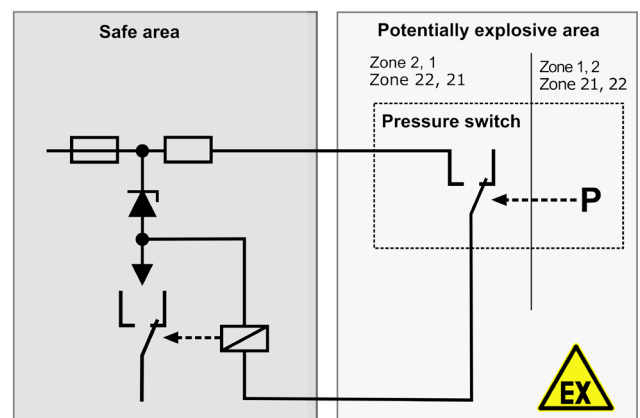 Safe area
Potentially explosive area
Zone 2, 1
Zone 22, 21
Zone 1, 2
Zone 21, 22
Pressure switch
P
EX